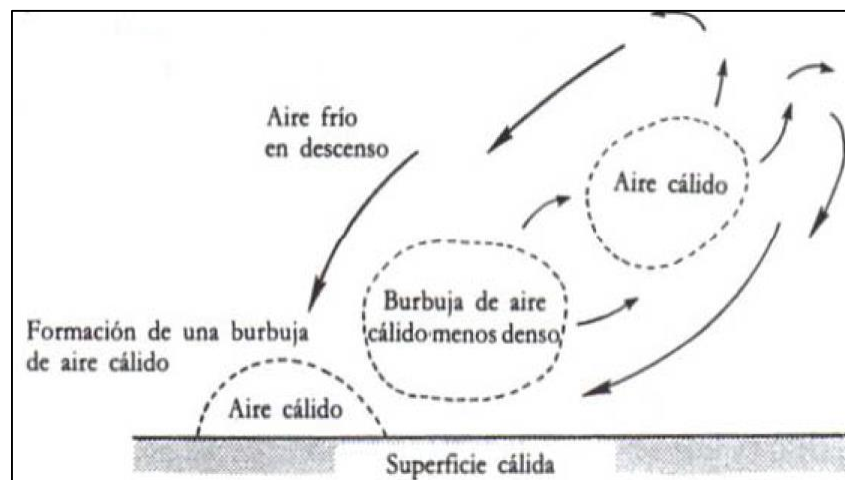 Aire frío
en descenso
Aire cálido
Burbuja de aire
cálido·menos denso
Formación de una burbuja
de aire cálido
Aire cálido
Superficie cálida